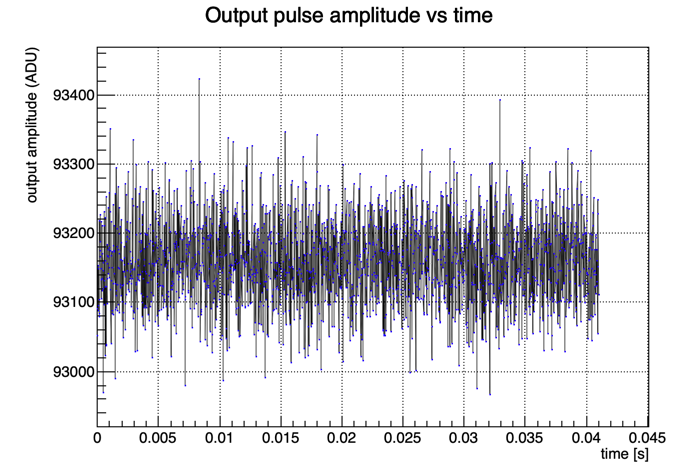 Output pulse amplitude vs time
output amplitude (ADU)
93400
93300
93200
93100
93000
0 0.005 0.01 0.015 0.02 0.025 0.03 0.035 0.04 0.045
time [s]